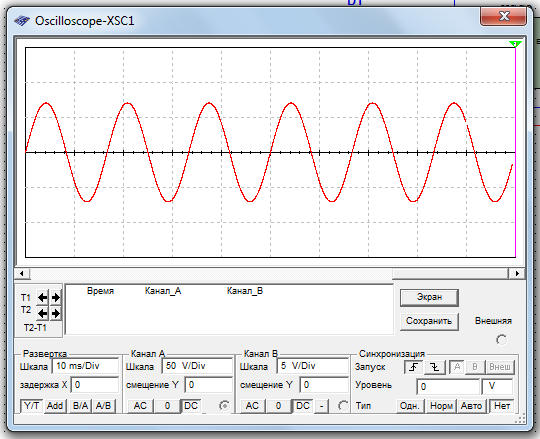 Oscilloscope-XSC1
T1
T2
T2-T1
Время Канал_А Канал_В
Экран
Сохранить
Внешняя
Развертка
Шкала 10 ms/Div
задержка X 0
Y/T Add B/A A/B
Канал A
Шкала 50 V/Div
смещение Y 0
AC 0 DC
Канал B
Шкала 5 V/Div
смещение Y 0
AC 0 DC -
Синхронизация
Запуск A B Внеш
Уровень 0 V
Тип Одн. Норм Авто Нет